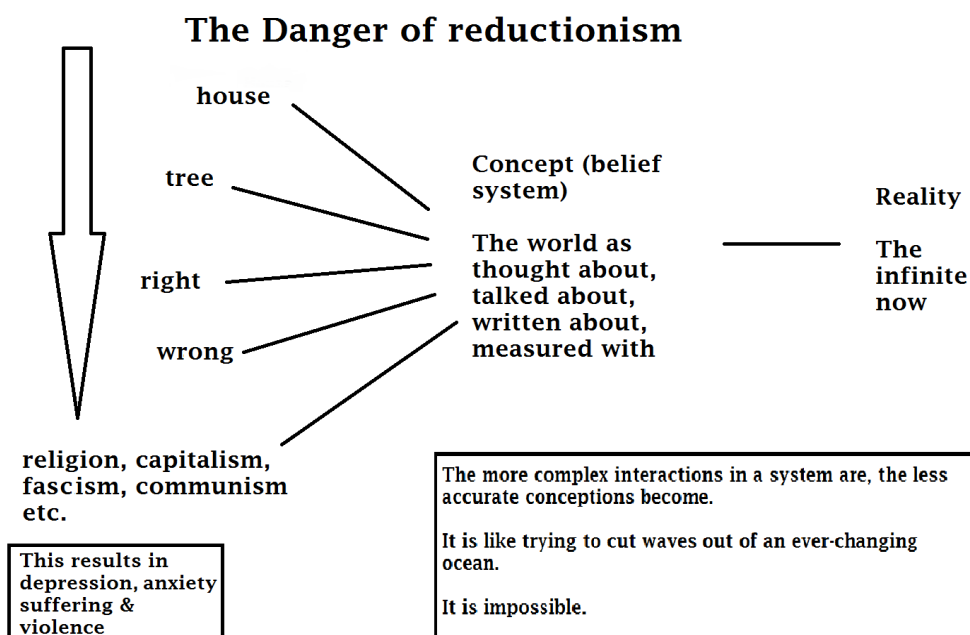 The Danger of reductionism
house
tree
right
wrong
religion, capitalism,
fascism, communism
etc.
This results in
depression, anxiety
suffering &
violence
Concept (belief
system)
The world as
thought about,
talked about,
written about,
measured with
Reality
The
infinite
now
The more complex interactions in a system are, the less
accurate conceptions become.
It is like trying to cut waves out of an ever-changing
ocean.
It is impossible.